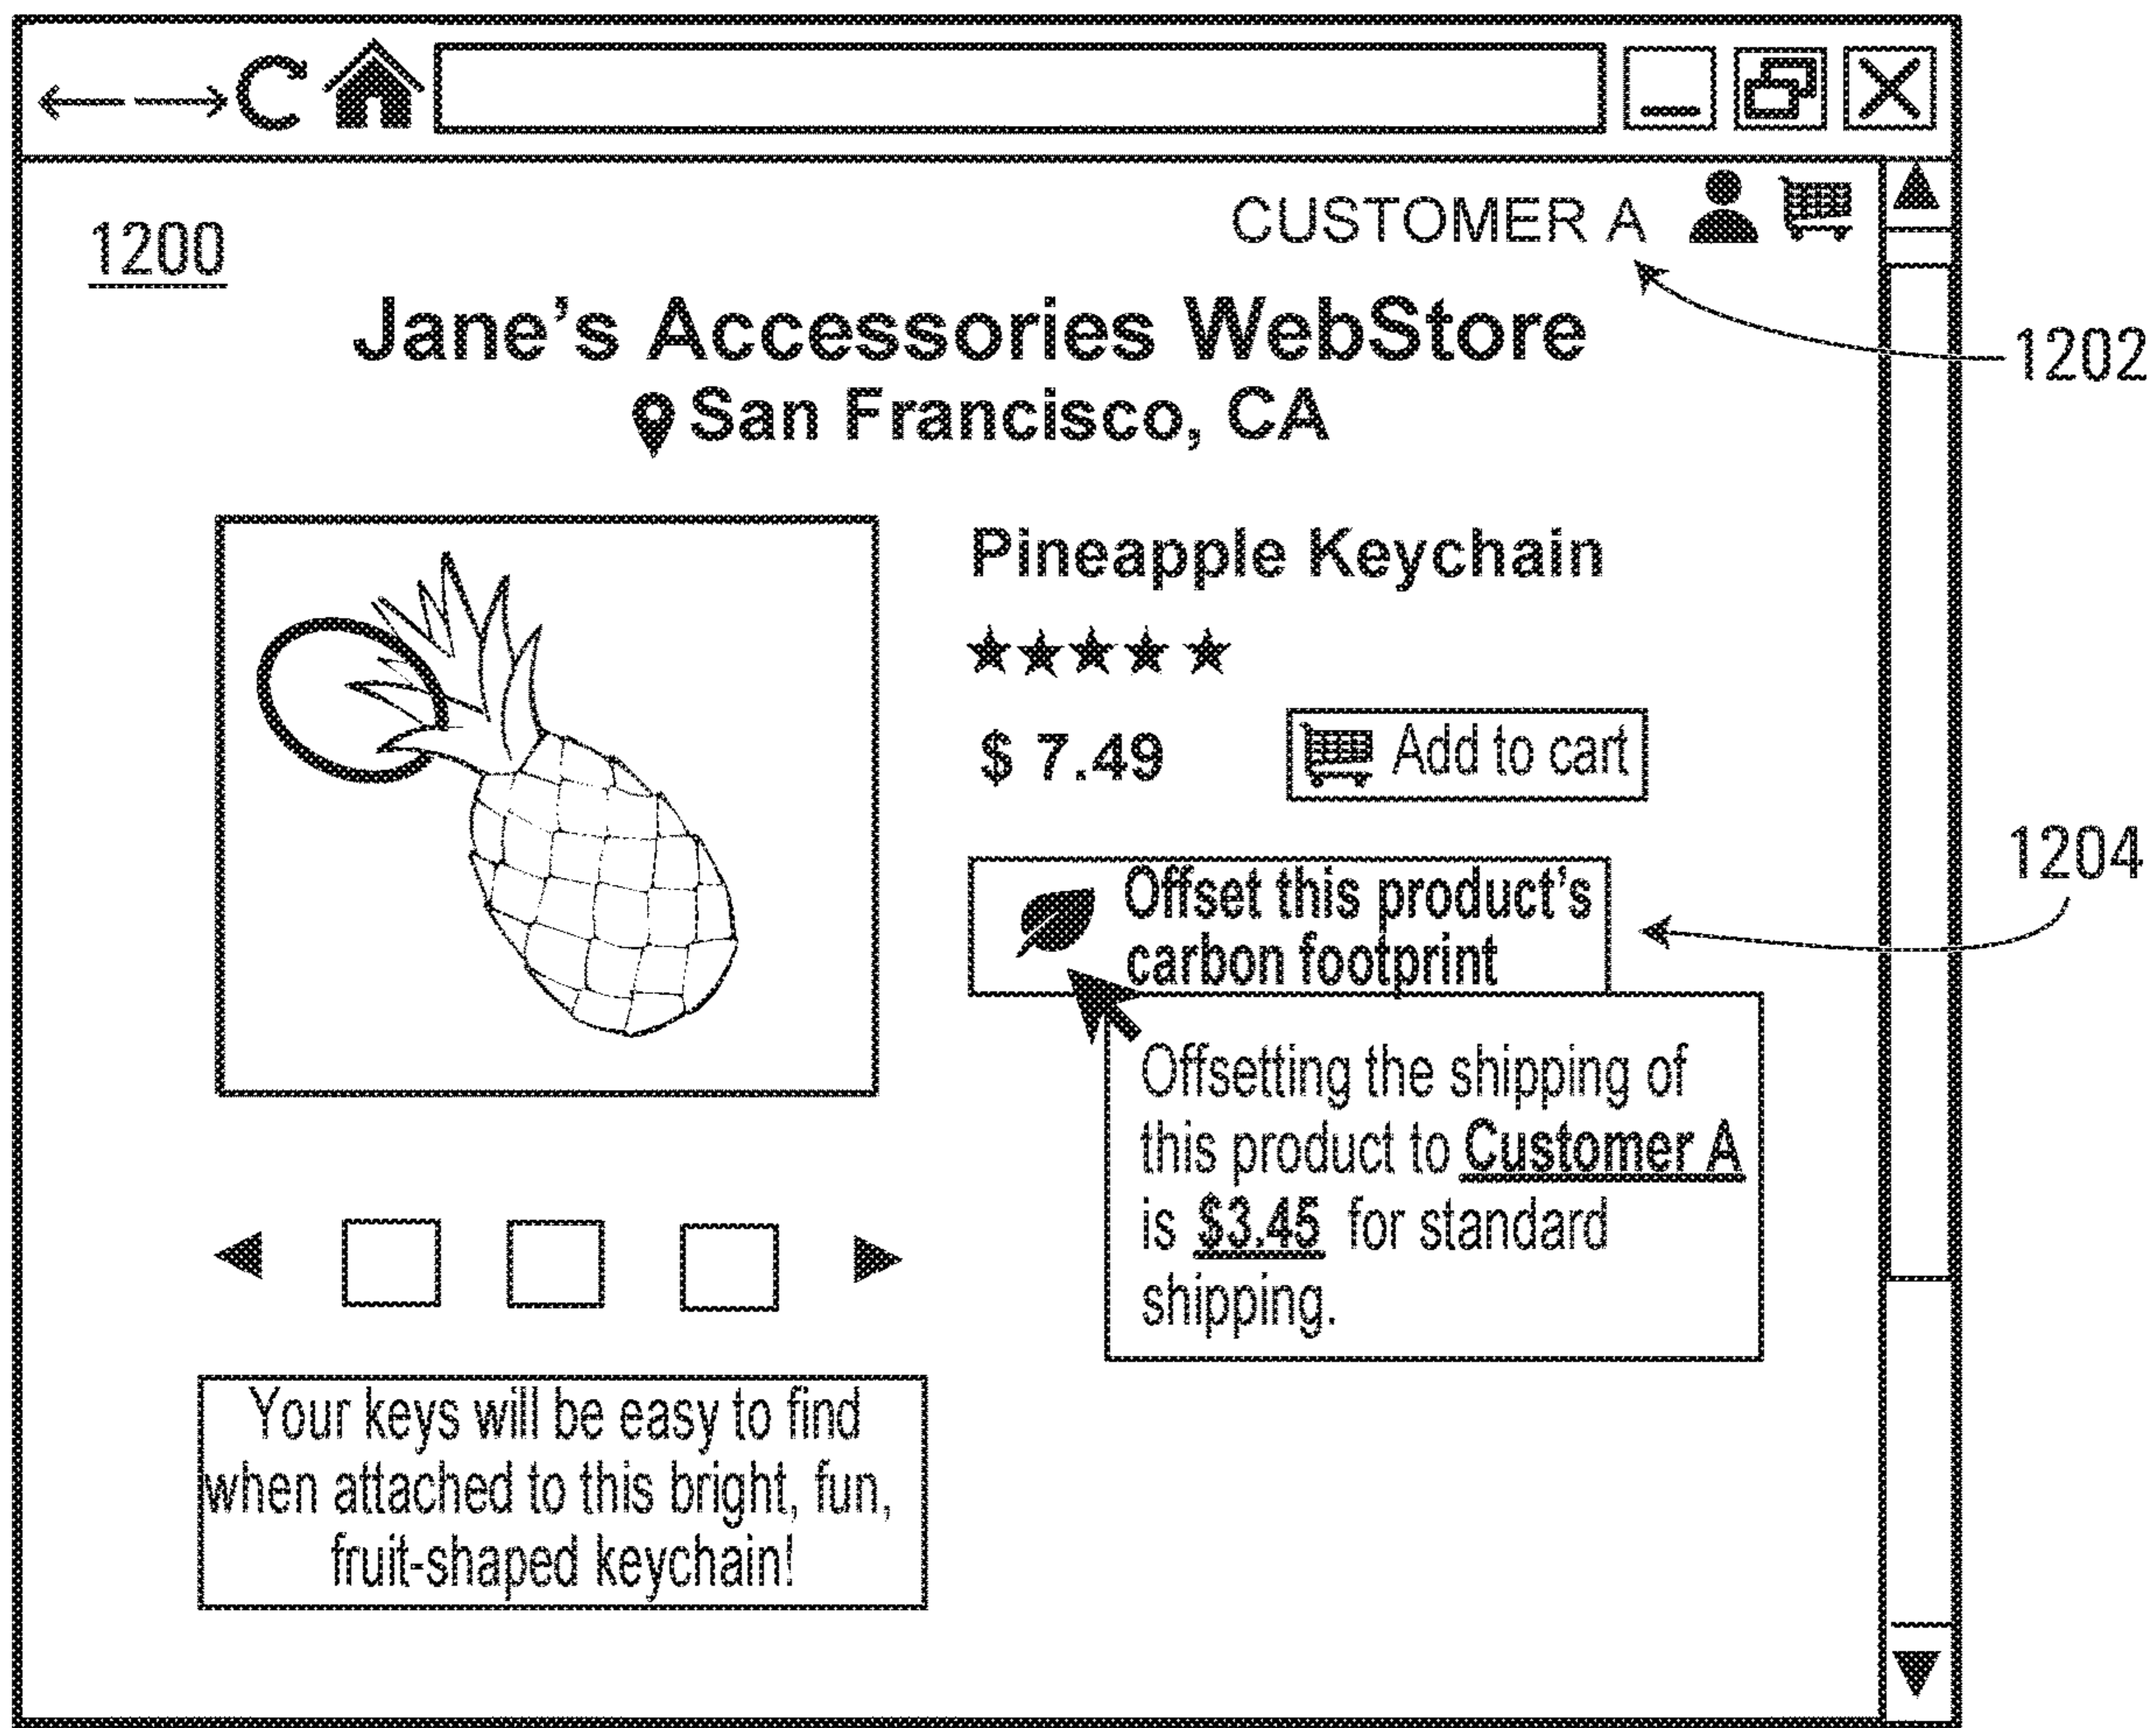 CUSTOMER A
1200
Jane's Accessories WebStore
1202
San Francisco, CA
Pineapple Keychain
$ 7.49
Add to cart
1204
Offset this product's
carbon footprint
Offsetting the shipping of
this product to Customer A
is $3.45 for standard
shipping.
Your keys will be easy to find
when attached to this bright, fun,
fruit-shaped keychain!